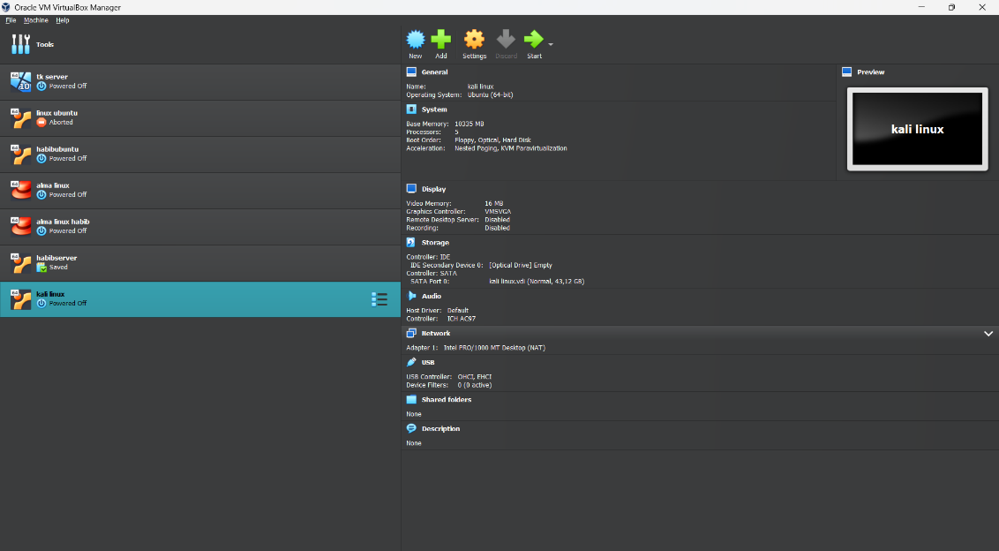 Oracle VM VirtualBox Manager
File Machine Help
Tools
New Add Settings Discard Start
tk server
Powered Off
linux ubuntu
Aborted
habibubuntu
Powered Off
alma linux
Powered Off
alma linux habib
Powered Off
habibserver
Saved
kali linux
Powered Off
General
Name: kali linux
Operating System: Ubuntu (64-bit)
System
Base Memory: 10335 MB
Processors: 5
Boot Order: Floppy, Optical, Hard Disk
Acceleration: Nested Paging, KVM Paravirtualization
Preview
kali linux
Display
Video Memory: 16 MB
Graphics Controller: VMSVGA
Remote Desktop Server: Disabled
Recording: Disabled
Storage
Controller: IDE
IDE Secondary Device 0: [Optical Drive] Empty
Controller: SATA
SATA Port 0: kali linux.vdi (Normal, 43,12 GB)
Audio
Host Driver: Default
Controller: ICH AC97
Network
Adapter 1: Intel PRO/1000 MT Desktop (NAT)
USB
USB Controller: OHCI, EHCI
Device Filters: 0 (0 active)
Shared folders
None
Description
None